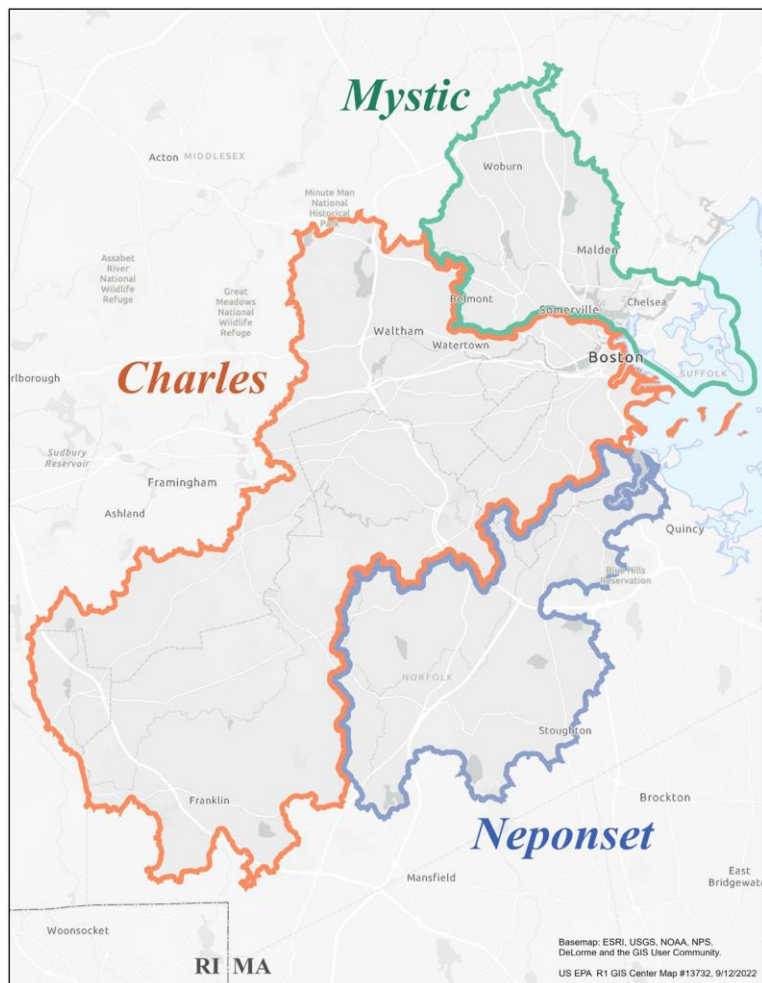 Mystic
Woburn
Acton
MIDDLESEX
Minute Man
National
Historical
Park
Malden
Assabet
River
National
Wildlife
Refuge
Great
Meadows
National
Wildlife
Refuge
Belmont
Chelsea
Somerville
Waltham
Watertown
Boston
SUFFOLK
Charles
rlborough
Sudbury
Reservoir
Framingham
Ashland
Quincy
Blue Hills
Reservation
NORFOLK
Stoughton
Franklin
Brockton
Neponset
Mansfield
East
Bridgewate
Woonsocket
RI MA
Basemap: ESRI, USGS, NOAA, NPS,
DeLorme and the GIS User Community.
US EPA R1 GIS Center Map #13732, 9/12/2022